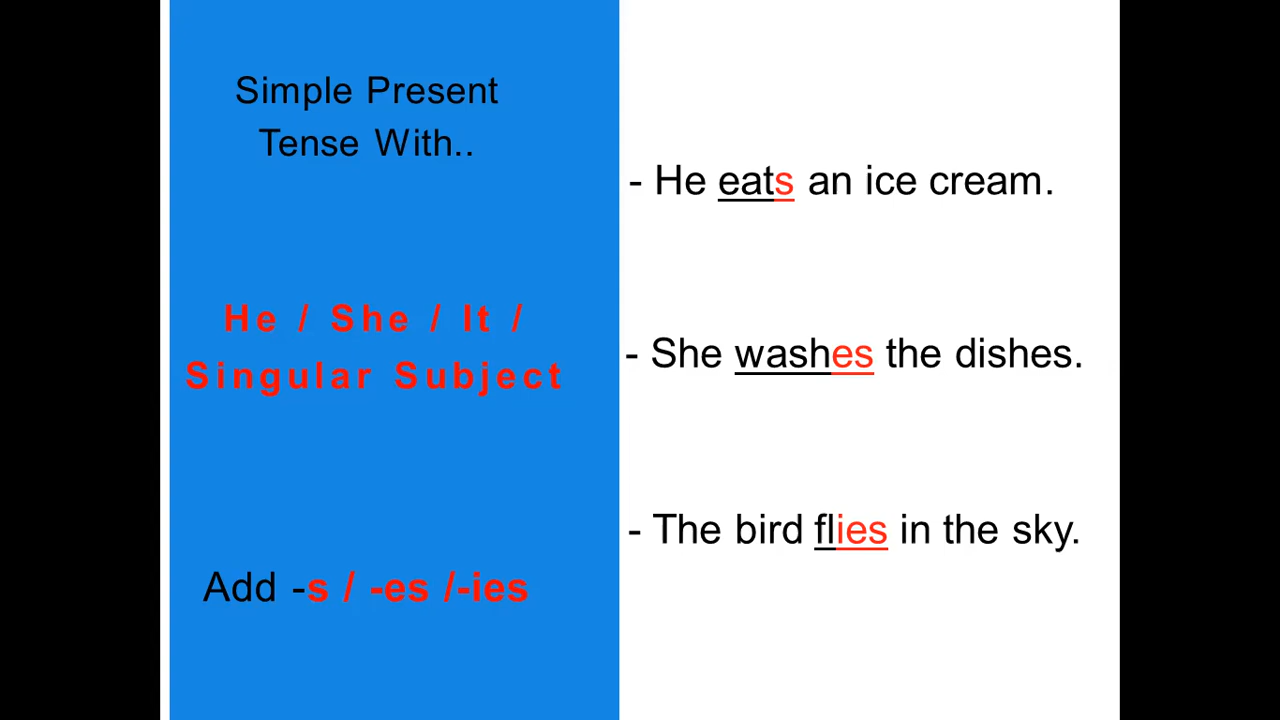 Simple Present
Tense With..
He / She / It /
Singular Subject
Add -s / -es /-ies
- He eats an ice cream.
- She washes the dishes.
- The bird flies in the sky.